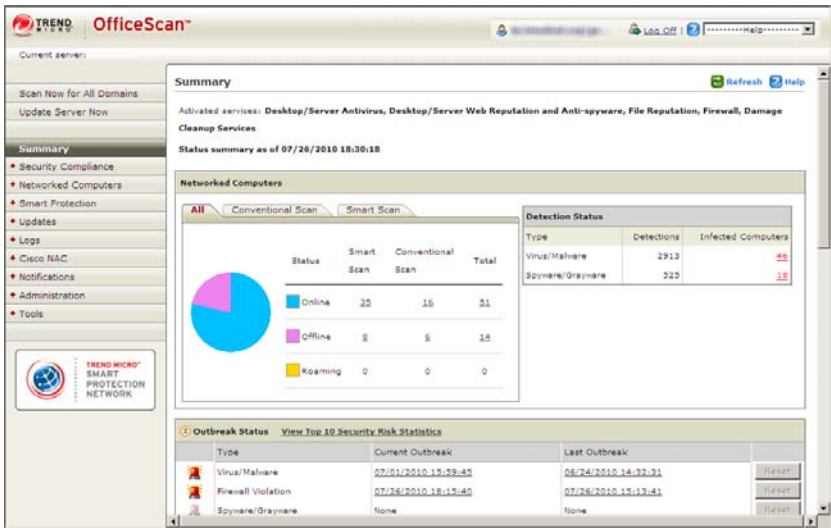 TREND MICRO OfficeScan™
Log Off | ---------Help---------
Current server:
Scan Now for All Domains
Update Server Now
Summary
Security Compliance
Networked Computers
Smart Protection
Updates
Logs
Cisco NAC
Notifications
Administration
Tools
TREND MICRO™
SMART
PROTECTION
NETWORK
Summary
Refresh Help
Activated services: Desktop/Server Antivirus, Desktop/Server Web Reputation and Anti-spyware, File Reputation, Firewall, Damage
Cleanup Services
Status summary as of 07/26/2010 18:30:18
Networked Computers
All Conventional Scan Smart Scan
Status Smart Scan Conventional Scan Total
Online 35 16 51
Offline 8 6 14
Roaming 0 0 0
Detection Status
Type Detections Infected Computers
Virus/Malware 2913 46
Spyware/Grayware 525 18
Outbreak Status View Top 10 Security Risk Statistics
Type Current Outbreak Last Outbreak
Virus/Malware 07/01/2010 15:59:45 06/24/2010 14:32:31 Reset
Firewall Violation 07/26/2010 18:15:40 07/26/2010 15:13:41 Reset
Spyware/Grayware None None Reset